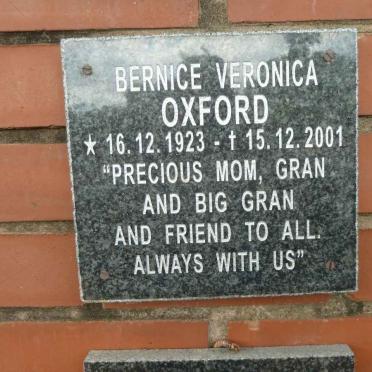 BERNICE VERONICA
OXFORD
★ 16.12.1923 - † 15.12.2001
“PRECIOUS MOM, GRAN
AND BIG GRAN
AND FRIEND TO ALL.
ALWAYS WITH US”